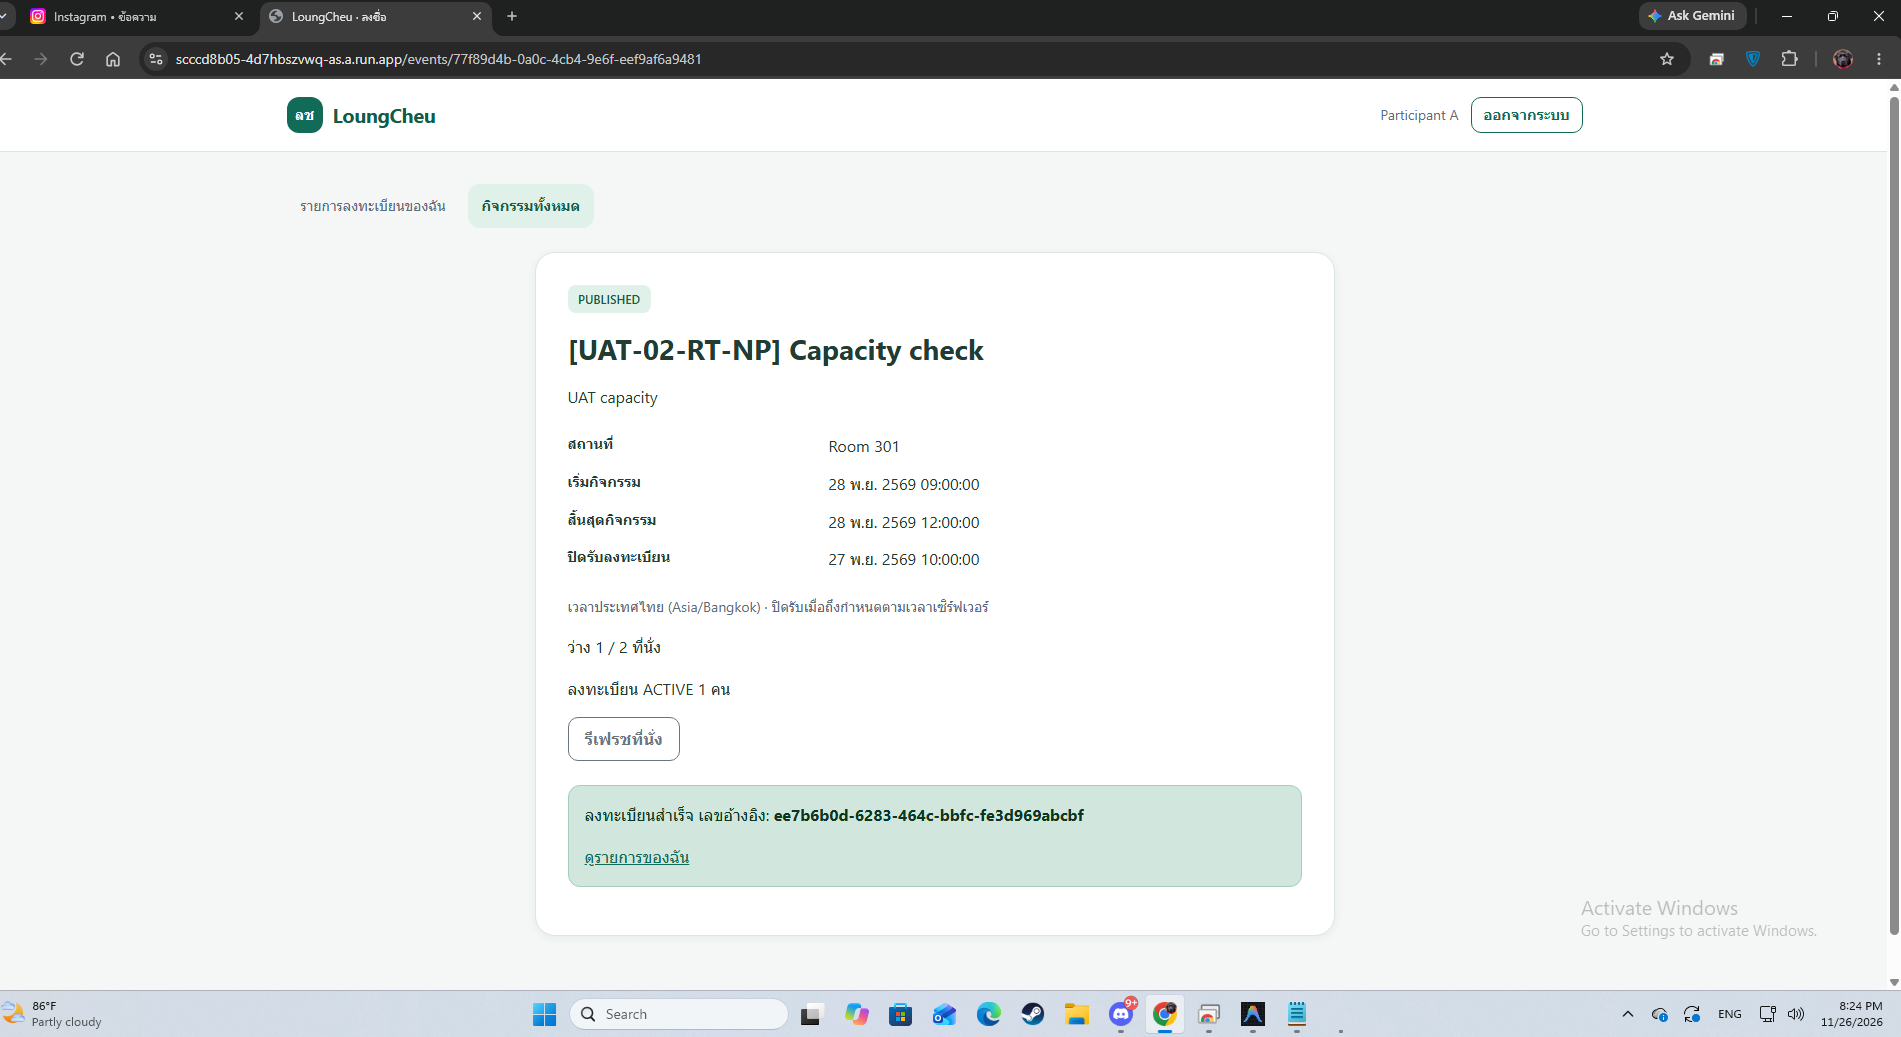 Instagram • ข้อความ
LoungCheu · ลงชื่อ
Ask Gemini
scccd8b05-4d7hbszvwq-as.a.run.app/events/77f89d4b-0a0c-4cb4-9e6f-eef9af6a9481
ลช
LoungCheu
Participant A
ออกจากระบบ
รายการลงทะเบียนของฉัน
กิจกรรมทั้งหมด
PUBLISHED
[UAT-02-RT-NP] Capacity check
UAT capacity
สถานที่
Room 301
เริ่มกิจกรรม
28 พ.ย. 2569 09:00:00
สิ้นสุดกิจกรรม
28 พ.ย. 2569 12:00:00
ปิดรับลงทะเบียน
27 พ.ย. 2569 10:00:00
เวลาประเทศไทย (Asia/Bangkok) · ปิดรับเมื่อถึงกำหนดตามเวลาเซิร์ฟเวอร์
ว่าง 1 / 2 ที่นั่ง
ลงทะเบียน ACTIVE 1 คน
รีเฟรชที่นั่ง
ลงทะเบียนสำเร็จ เลขอ้างอิง: ee7b6b0d-6283-464c-bbfc-fe3d969abcbf
ดูรายการของฉัน
Activate Windows
Go to Settings to activate Windows.
86°F
Partly cloudy
Search
9+
ENG
8:24 PM
11/26/2026